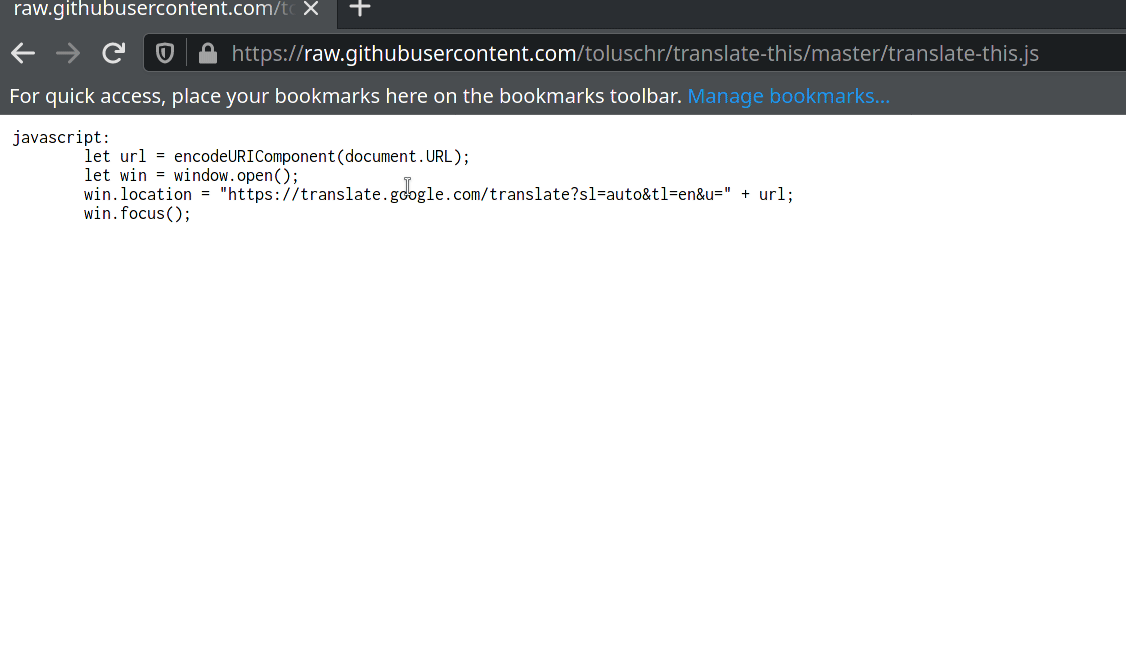 raw.githubusercontent.com/to
https://raw.githubusercontent.com/toluschr/translate-this/master/translate-this.js
For quick access, place your bookmarks here on the bookmarks toolbar. Manage bookmarks...
javascript:
let url = encodeURIComponent(document.URL);
let win = window.open();
win.location = "https://translate.google.com/translate?sl=auto&tl=en&u=" + url;
win.focus();